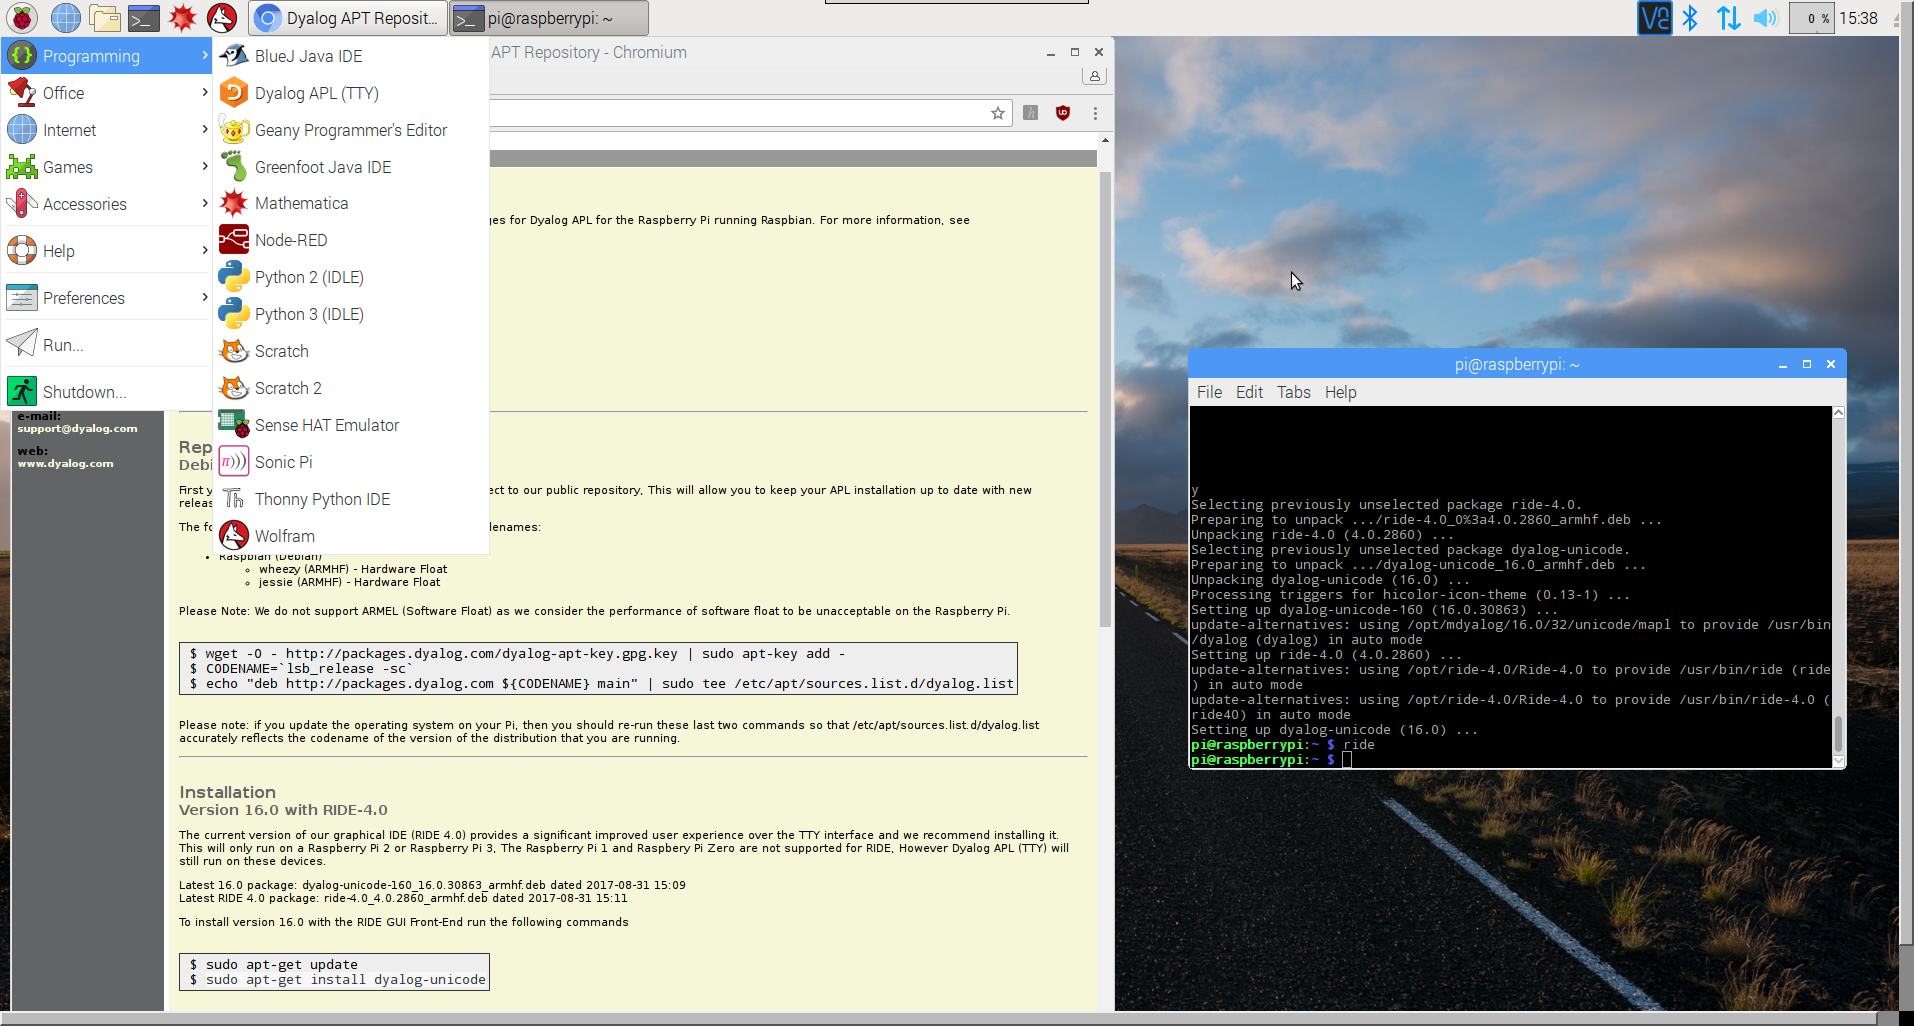 Dyalog APT Reposit...
pi@raspberrypi: ~
VNC
0 %
15:38
Programming
Office
Internet
Games
Accessories
Help
Preferences
Run...
Shutdown...
BlueJ Java IDE
Dyalog APL (TTY)
Geany Programmer's Editor
Greenfoot Java IDE
Mathematica
Node-RED
Python 2 (IDLE)
Python 3 (IDLE)
Scratch
Scratch 2
Sense HAT Emulator
Sonic Pi
Thonny Python IDE
Wolfram
APT Repository - Chromium
ges for Dyalog APL for the Raspberry Pi running Raspbian. For more information, see
e-mail:
support@dyalog.com
web:
www.dyalog.com
Rep
Debi
First y
ect to our public repository, This will allow you to keep your APL installation up to date with new
relea
The fo
denames:
Raspbian (Debian)
wheezy (ARMHF) - Hardware Float
jessie (ARMHF) - Hardware Float
Please Note: We do not support ARMEL (Software Float) as we consider the performance of software float to be unacceptable on the Raspberry Pi.
$ wget -O - http://packages.dyalog.com/dyalog-apt-key.gpg.key | sudo apt-key add -
$ CODENAME=`lsb_release -sc`
$ echo "deb http://packages.dyalog.com ${CODENAME} main" | sudo tee /etc/apt/sources.list.d/dyalog.list
Please note: if you update the operating system on your Pi, then you should re-run these last two commands so that /etc/apt/sources.list.d/dyalog.list
accurately reflects the codename of the version of the distribution that you are running.
Installation
Version 16.0 with RIDE-4.0
The current version of our graphical IDE (RIDE 4.0) provides a significant improved user experience over the TTY interface and we recommend installing it.
This will only run on a Raspberry Pi 2 or Raspberry Pi 3, The Raspberry Pi 1 and Raspbery Pi Zero are not supported for RIDE, However Dyalog APL (TTY) will
still run on these devices.
Latest 16.0 package: dyalog-unicode-160_16.0.30863_armhf.deb dated 2017-08-31 15:09
Latest RIDE 4.0 package: ride-4.0_4.0.2860_armhf.deb dated 2017-08-31 15:11
To install version 16.0 with the RIDE GUI Front-End run the following commands
$ sudo apt-get update
$ sudo apt-get install dyalog-unicode
pi@raspberrypi: ~
File Edit Tabs Help
y
Selecting previously unselected package ride-4.0.
Preparing to unpack .../ride-4.0_0%3a4.0.2860_armhf.deb ...
Unpacking ride-4.0 (4.0.2860) ...
Selecting previously unselected package dyalog-unicode.
Preparing to unpack .../dyalog-unicode_16.0_armhf.deb ...
Unpacking dyalog-unicode (16.0) ...
Processing triggers for hicolor-icon-theme (0.13-1) ...
Setting up dyalog-unicode-160 (16.0.30863) ...
update-alternatives: using /opt/mdyalog/16.0/32/unicode/mapl to provide /usr/bin
/dyalog (dyalog) in auto mode
Setting up ride-4.0 (4.0.2860) ...
update-alternatives: using /opt/ride-4.0/Ride-4.0 to provide /usr/bin/ride (ride
) in auto mode
update-alternatives: using /opt/ride-4.0/Ride-4.0 to provide /usr/bin/ride-4.0 (
ride40) in auto mode
Setting up dyalog-unicode (16.0) ...
pi@raspberrypi:~ $ ride
pi@raspberrypi:~ $